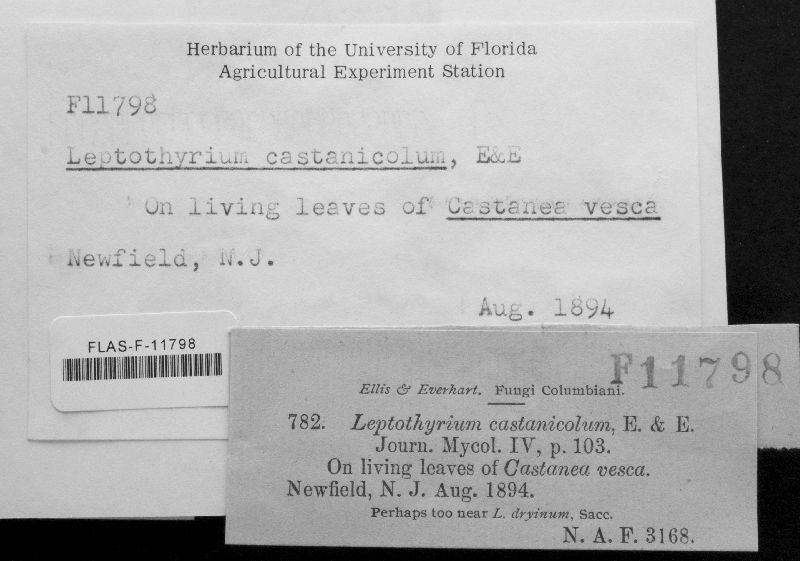 Herbarium of the University of Florida
Agricultural Experiment Station
F11798
Leptothyrium castanicolum, E&E
On living leaves of Castanea vesca
Newfield, N.J.
Aug. 1894
FLAS-F-11798
F11798
Ellis & Everhart. Fungi Columbiani.
782. Leptothyrium castanicolum, E. & E.
Journ. Mycol. IV, p. 103.
On living leaves of Castanea vesca.
Newfield, N. J. Aug. 1894.
Perhaps too near L. dryinum, Sacc.
N. A. F. 3168.